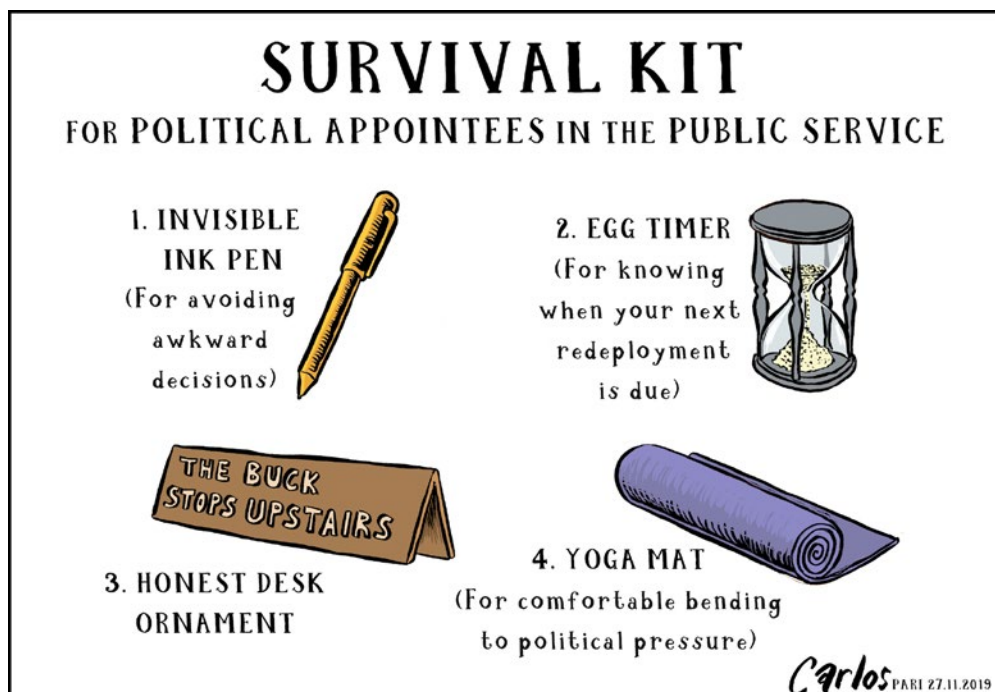 SURVIVAL KIT
FOR POLITICAL APPOINTEES IN THE PUBLIC SERVICE
1. INVISIBLE
INK PEN
(For avoiding
awkward
decisions)
2. EGG TIMER
(For knowing
when your next
redeployment
is due)
THE BUCK
STOPS UPSTAIRS
3. HONEST DESK
ORNAMENT
4. YOGA MAT
(For comfortable bending
to political pressure)
Carlos PARI 27.11.2019